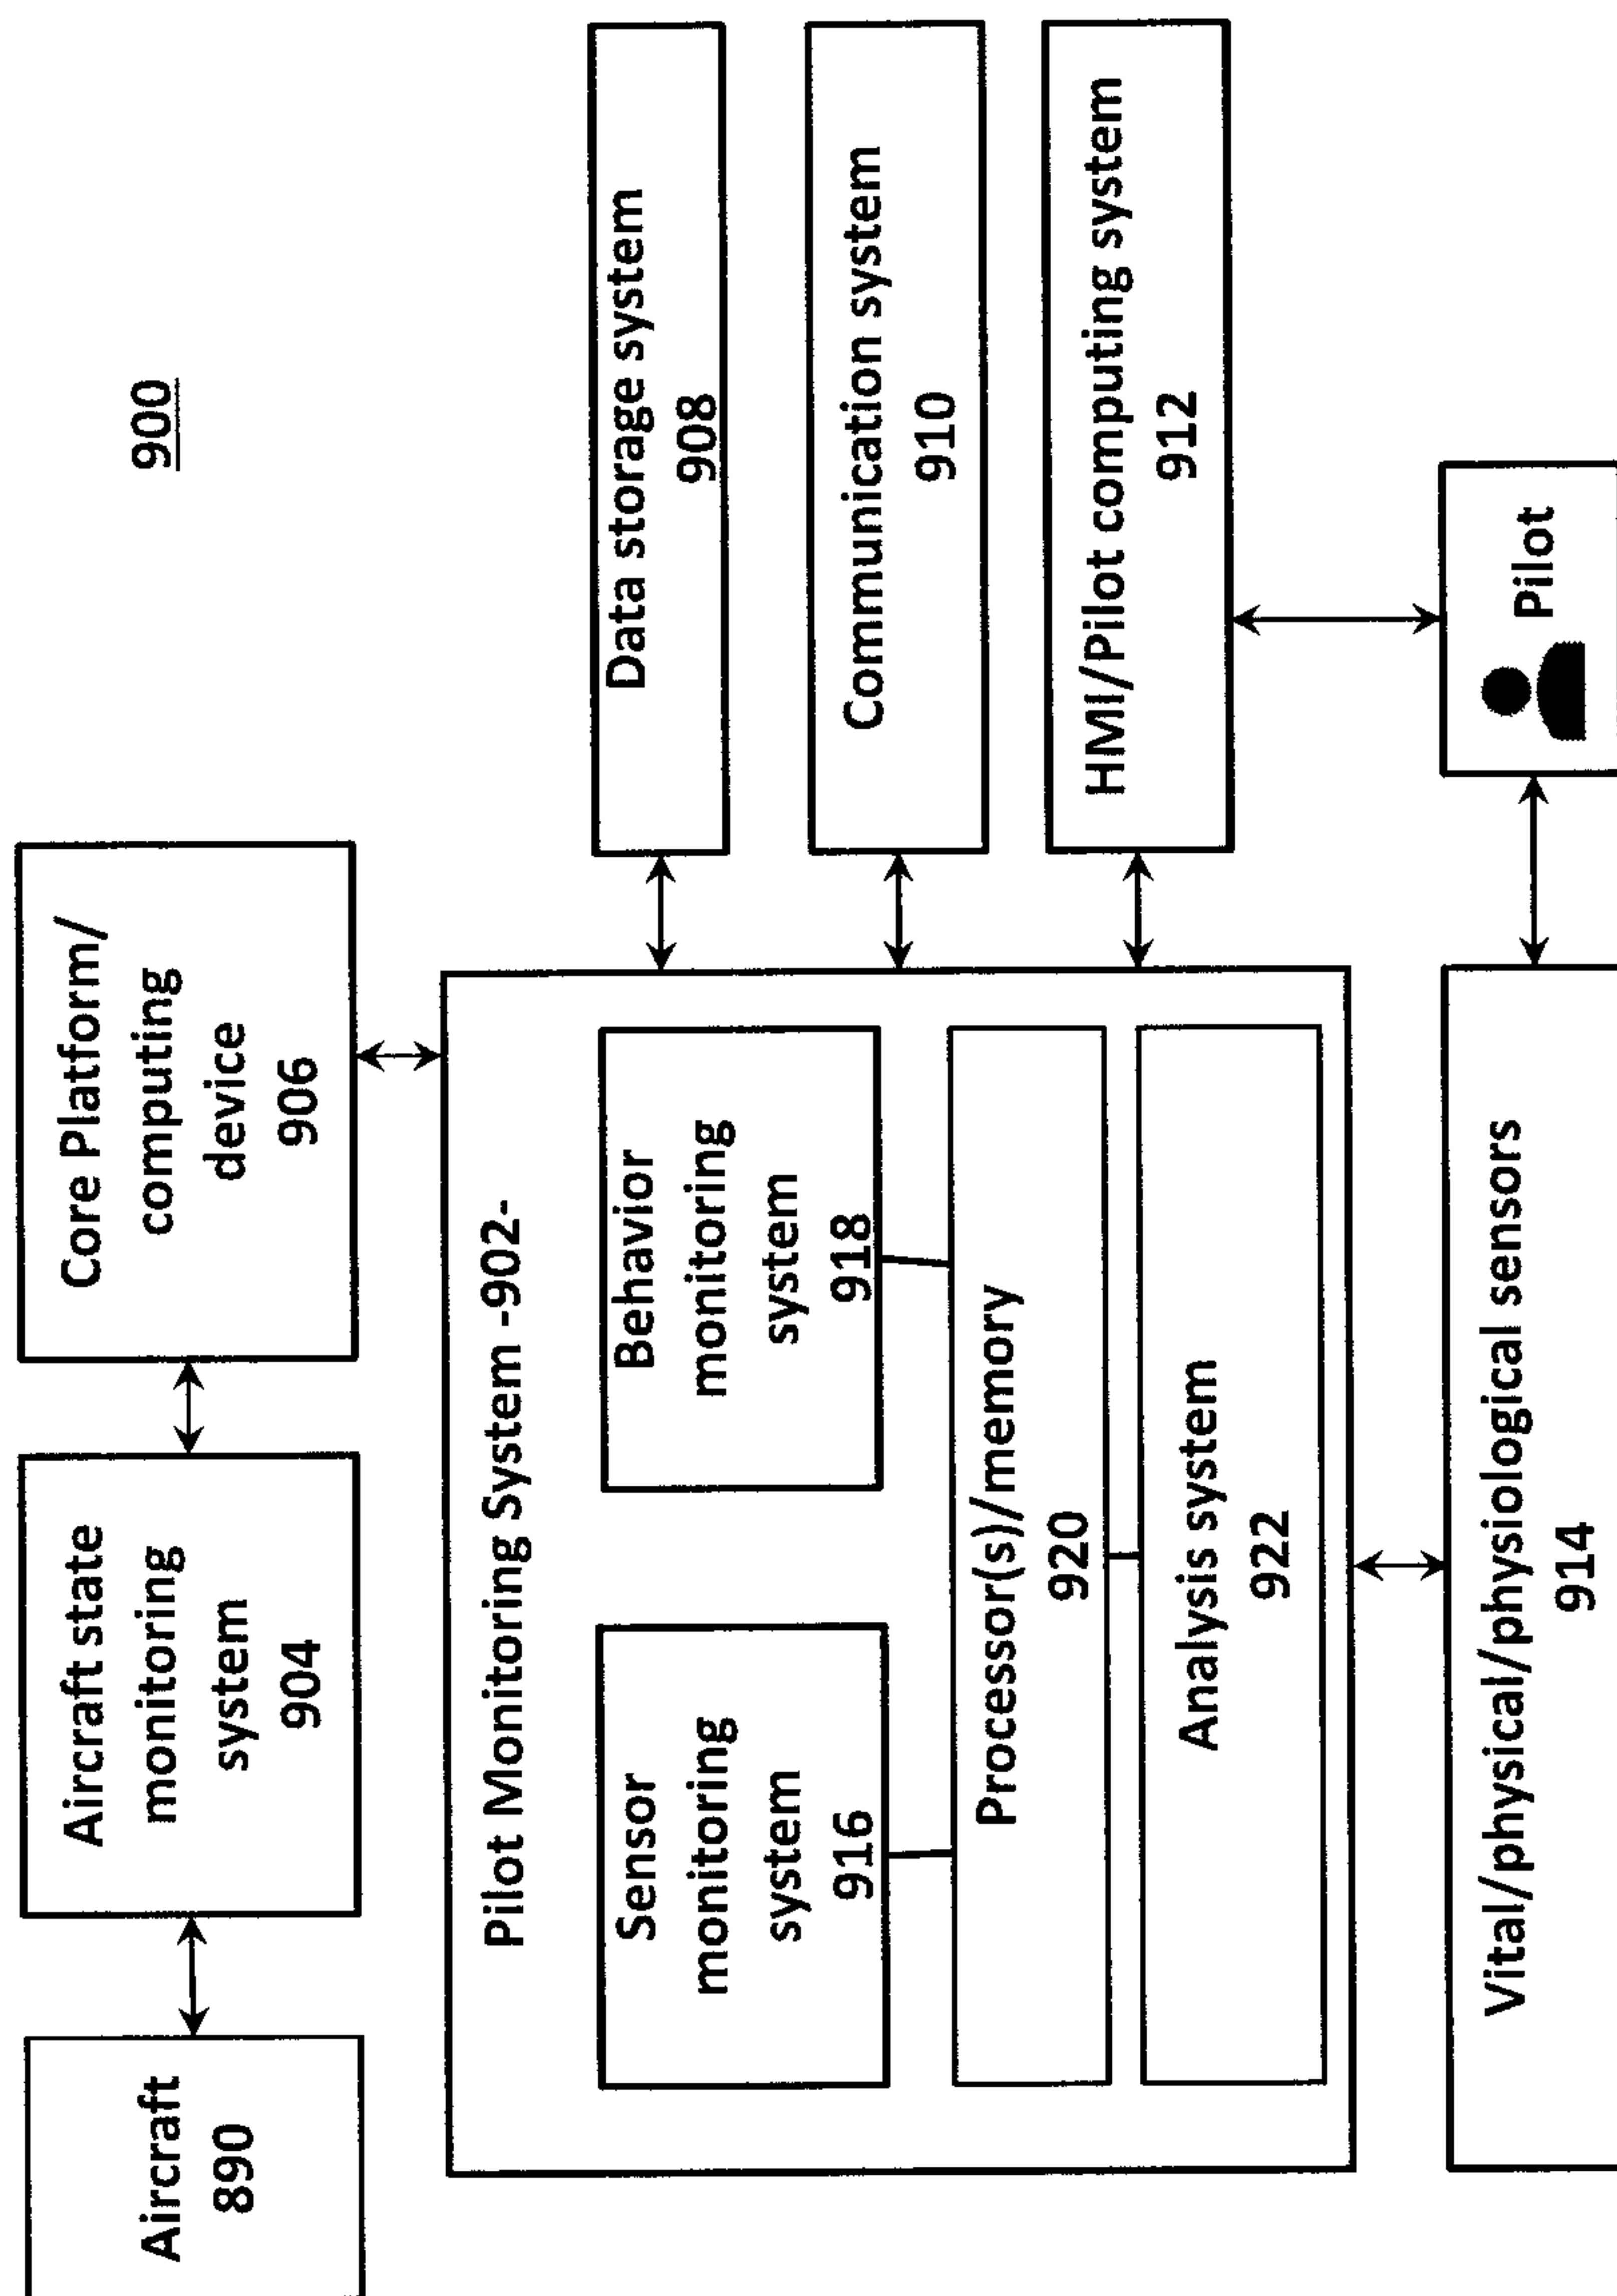 900
Aircraft
890
Aircraft state
monitoring
system
904
Core Platform/
computing
device
906
Pilot Monitoring System -902-
Sensor
monitoring
system
916
Behavior
monitoring
system
918
Processor(s)/memory
920
Analysis system
922
Data storage system
908
Communication system
910
HMI/Pilot computing system
912
Vital/physical/physiological sensors
914
Pilot